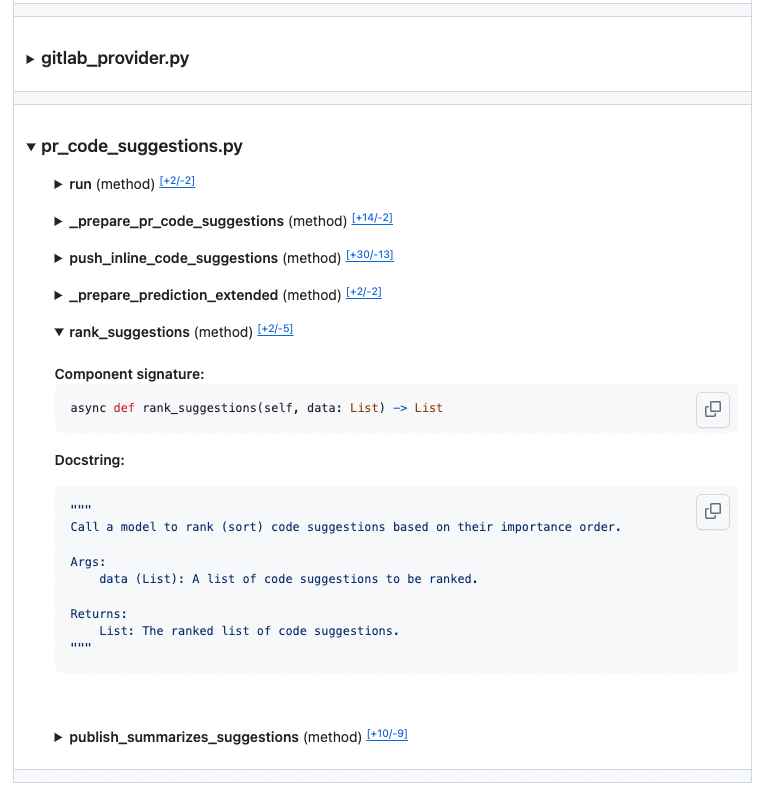 gitlab_provider.py
pr_code_suggestions.py
run (method) [+2/-2]
_prepare_pr_code_suggestions (method) [+14/-2]
push_inline_code_suggestions (method) [+30/-13]
_prepare_prediction_extended (method) [+2/-2]
rank_suggestions (method) [+2/-5]
Component signature:
async def rank_suggestions(self, data: List) -> List
Docstring:
"""
Call a model to rank (sort) code suggestions based on their importance order.
Args:
    data (List): A list of code suggestions to be ranked.
Returns:
    List: The ranked list of code suggestions.
"""
publish_summarizes_suggestions (method) [+10/-9]